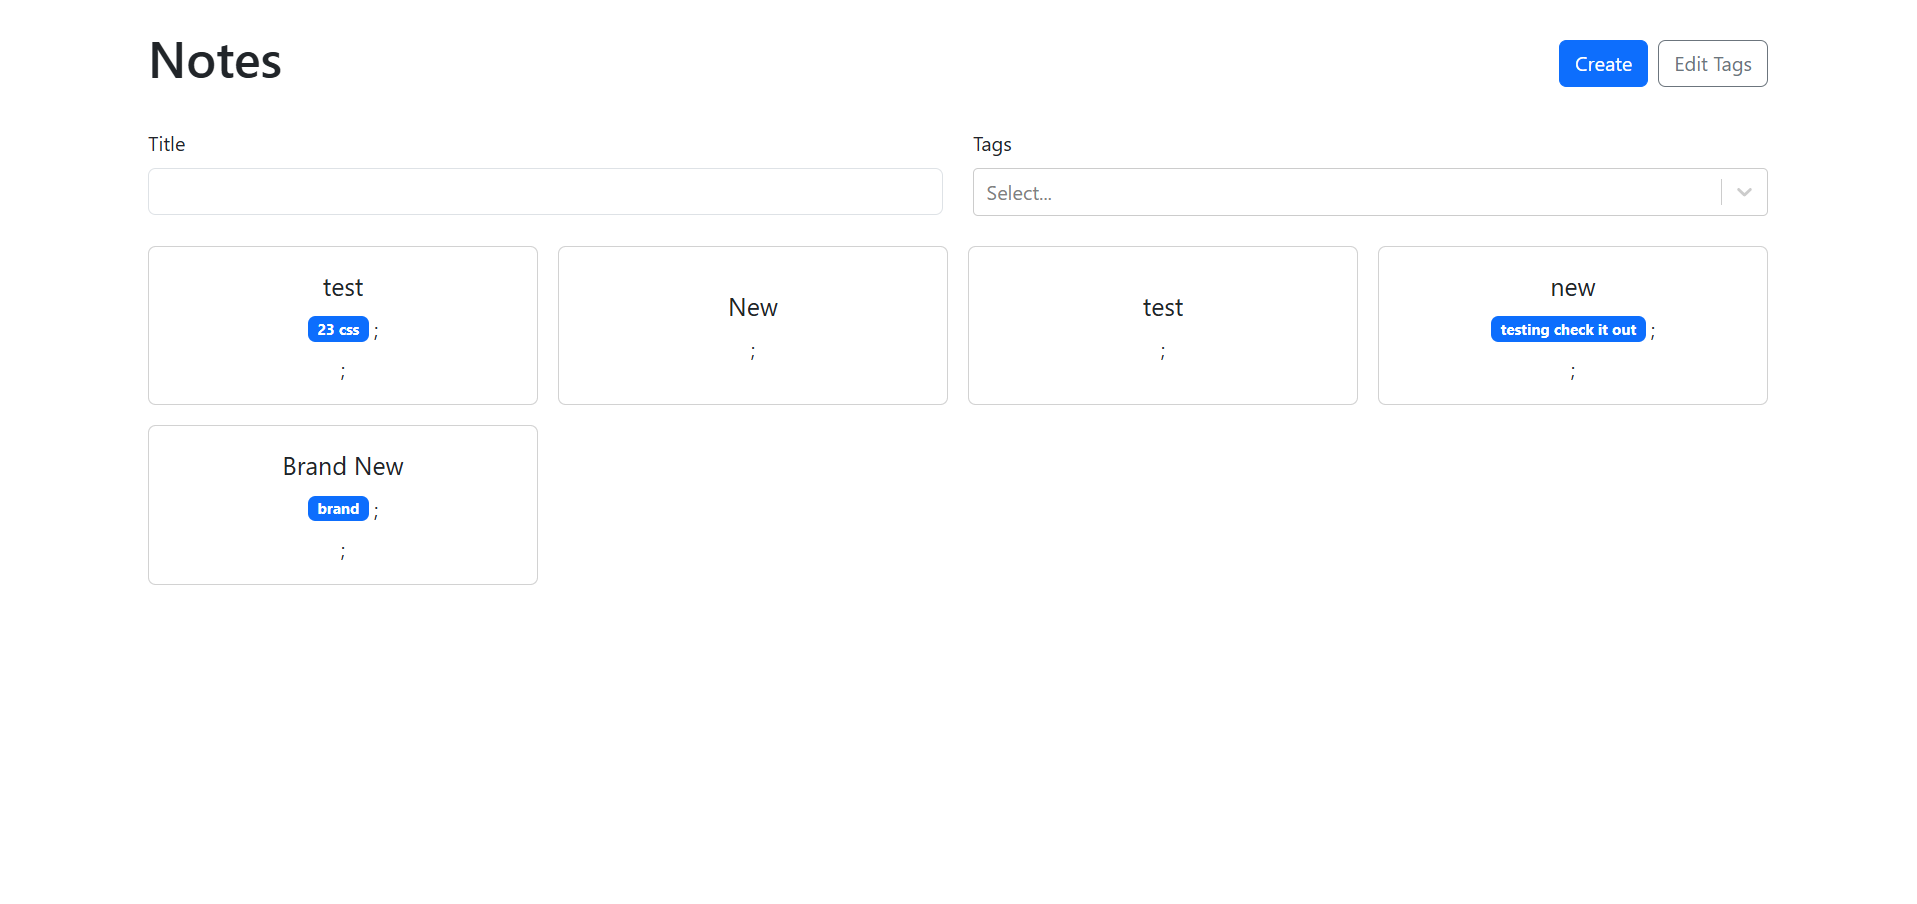 Notes
Create Edit Tags
Title
Tags
Select...
test
23 css ;
;
New
;
test
;
new
testing check it out ;
;
Brand New
brand ;
;